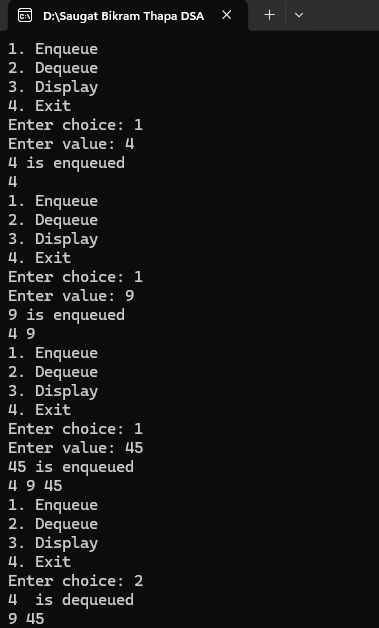 D:\Saugat Bikram Thapa DSA
1. Enqueue
2. Dequeue
3. Display
4. Exit
Enter choice: 1
Enter value: 4
4 is enqueued
4
1. Enqueue
2. Dequeue
3. Display
4. Exit
Enter choice: 1
Enter value: 9
9 is enqueued
4 9
1. Enqueue
2. Dequeue
3. Display
4. Exit
Enter choice: 1
Enter value: 45
45 is enqueued
4 9 45
1. Enqueue
2. Dequeue
3. Display
4. Exit
Enter choice: 2
4  is dequeued
9 45